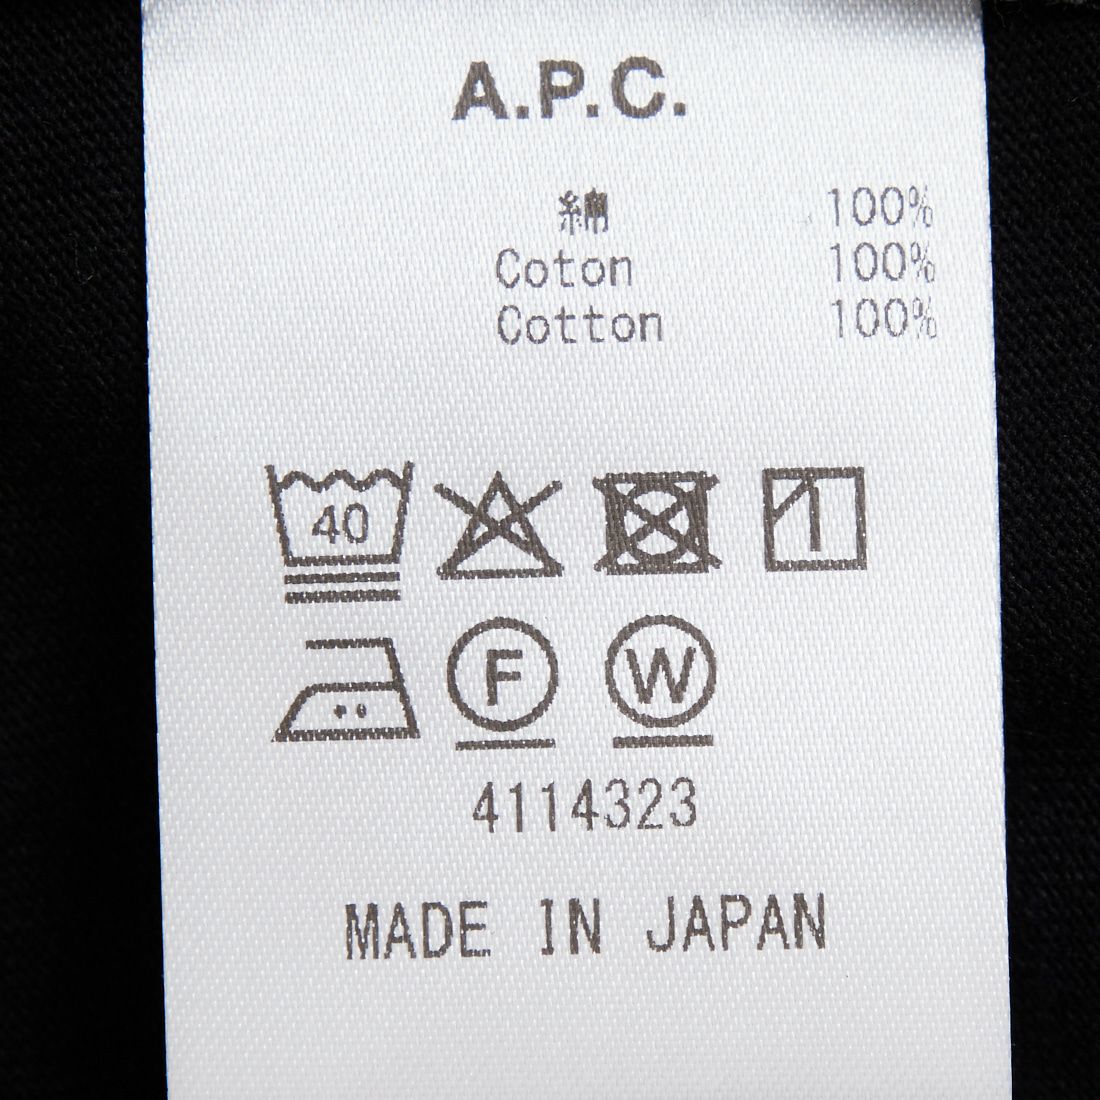 A.P.C.
綿 100%
Coton 100%
Cotton 100%
40
F W
4114323
MADE IN JAPAN